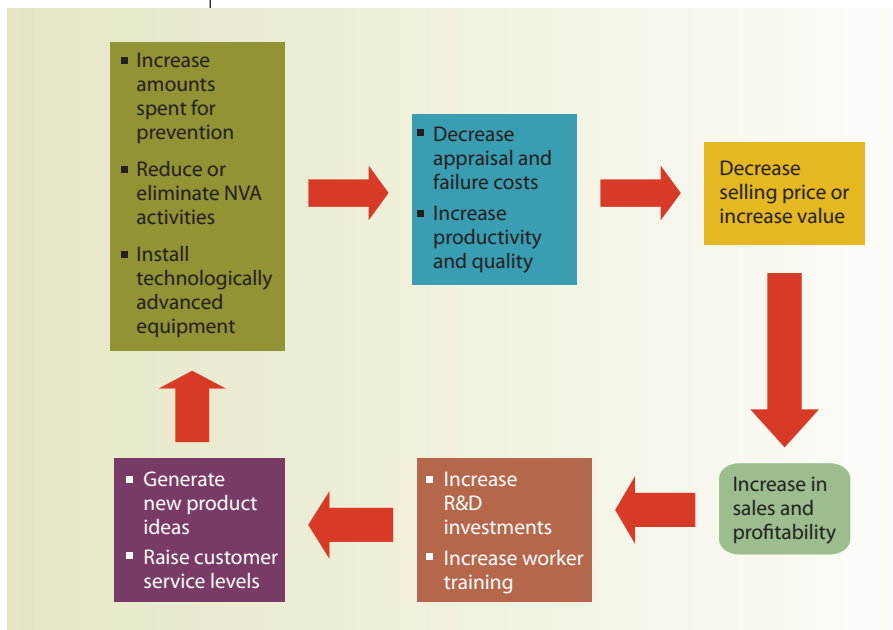 ▪ Increase
amounts
spent for
prevention
▪ Reduce or
eliminate NVA
activities
▪ Install
technologically
advanced
equipment
▪ Decrease
appraisal and
failure costs
▪ Increase
productivity
and quality
Decrease
selling price or
increase value
Increase in
sales and
profitability
▪ Increase
R&D
investments
▪ Increase worker
training
▪ Generate
new product
ideas
▪ Raise customer
service levels